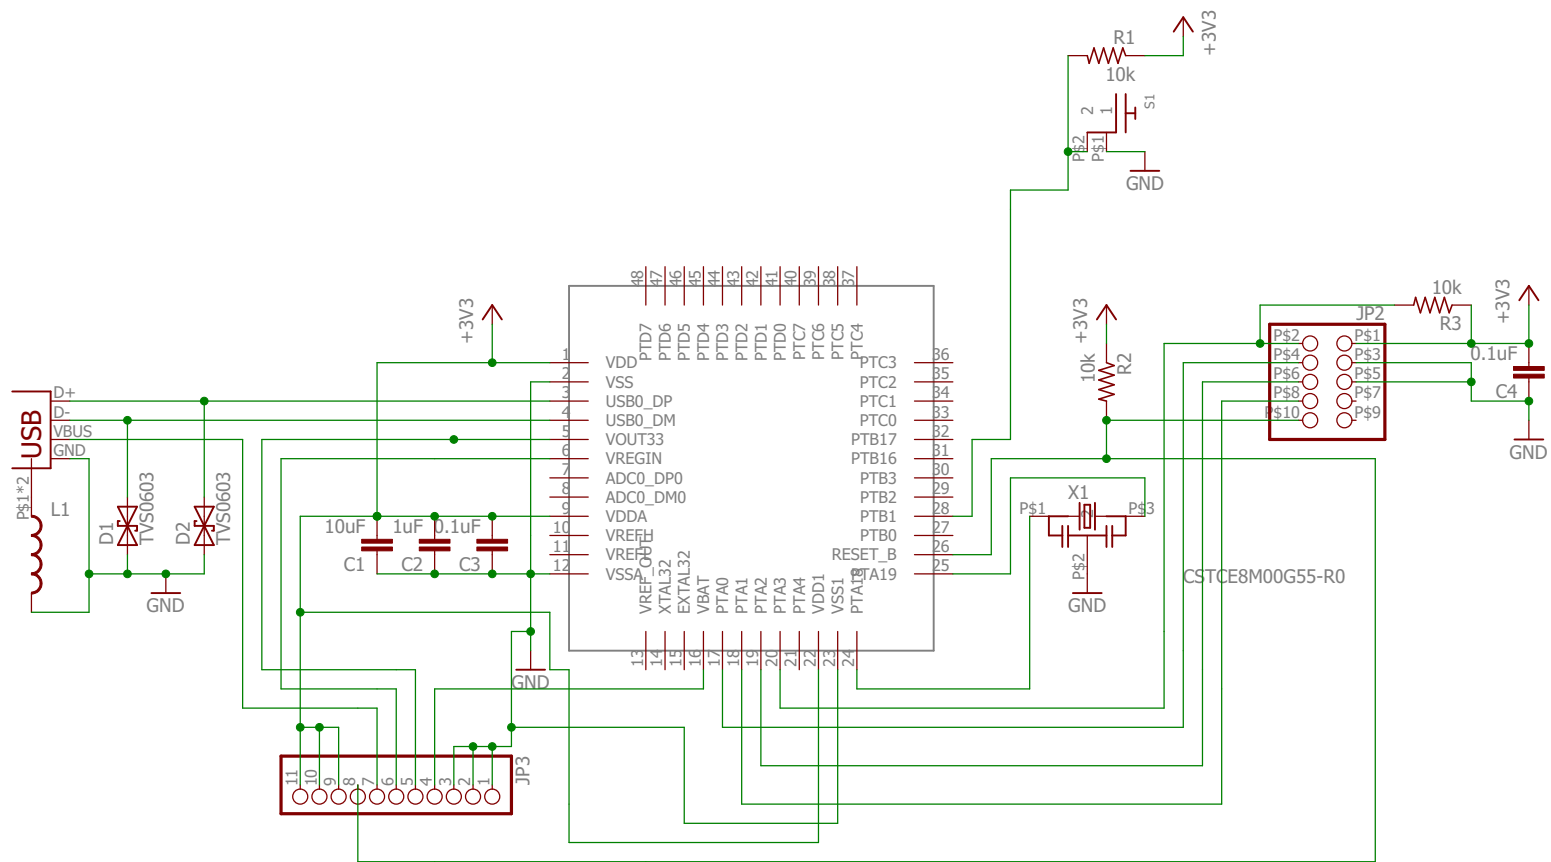 R1
10k
+3V3
2
1
S1
P$2
P$1
GND
48
47
46
45
44
43
42
41
40
39
38
37
PTD7
PTD6
PTD5
PTD4
PTD3
PTD2
PTD1
PTD0
PTC7
PTC6
PTC5
PTC4
+3V3
1 VDD
2 VSS
3 USB0_DP
4 USB0_DM
5 VOUT33
6 VREGIN
7 ADC0_DP0
8 ADC0_DM0
9 VDDA
10 VREFH
11 VREFL
12 VSSA
PTC3 36
PTC2 35
PTC1 34
PTC0 33
PTB17 32
PTB16 31
PTB3 30
PTB2 29
PTB1 28
PTB0 27
RESET_B 26
PTA19 25
VREF_OUT
XTAL32
EXTAL32
VBAT
PTA0
PTA1
PTA2
PTA3
PTA4
VDD1
VSS1
PTA18
13
14
15
16
17
18
19
20
21
22
23
24
USB
D+
D-
VBUS
GND
P$1*2
L1
D1
TVS0603
D2
TVS0603
GND
10uF
C1
1uF
C2
0.1uF
C3
GND
+3V3
10k
R2
X1
P$1
P$3
2
P$2
GND
CSTCE8M00G55-R0
10k
R3
JP2
P$2
P$1
P$4
P$3
P$6
P$5
P$8
P$7
P$10
P$9
+3V3
0.1uF
C4
GND
11
10
9
8
7
6
5
4
3
2
1
JP3